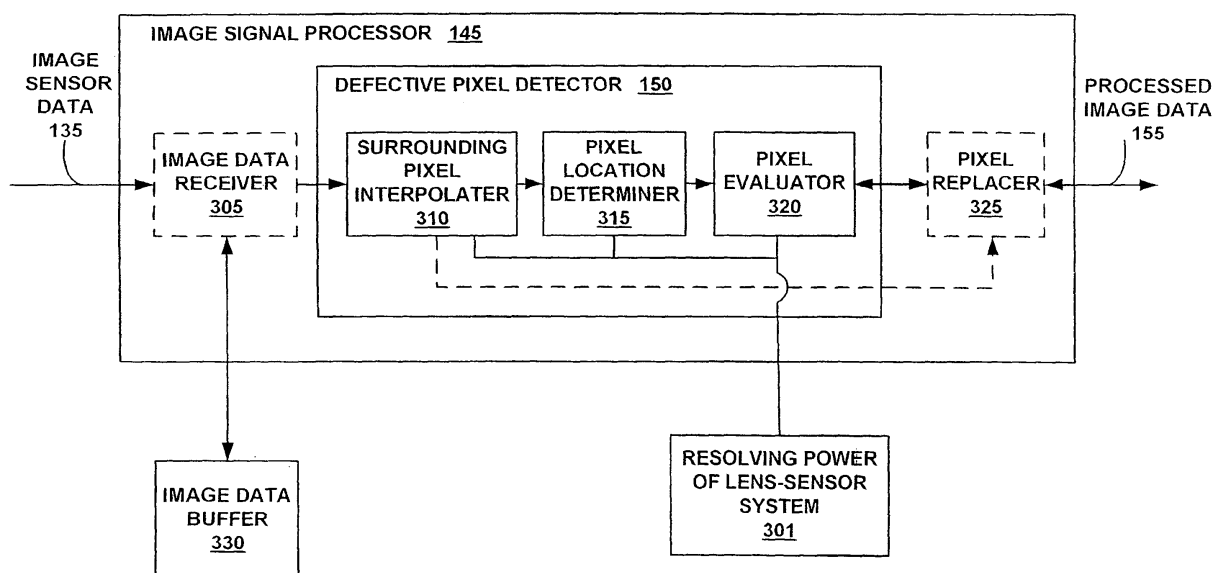 IMAGE SIGNAL PROCESSOR 145
IMAGE
SENSOR
DATA
135
DEFECTIVE PIXEL DETECTOR 150
PROCESSED
IMAGE DATA
155
IMAGE DATA
RECEIVER
305
SURROUNDING
PIXEL
INTERPOLATER
310
PIXEL
LOCATION
DETERMINER
315
PIXEL
EVALUATOR
320
PIXEL
REPLACER
325
IMAGE DATA
BUFFER
330
RESOLVING POWER
OF LENS-SENSOR
SYSTEM
301